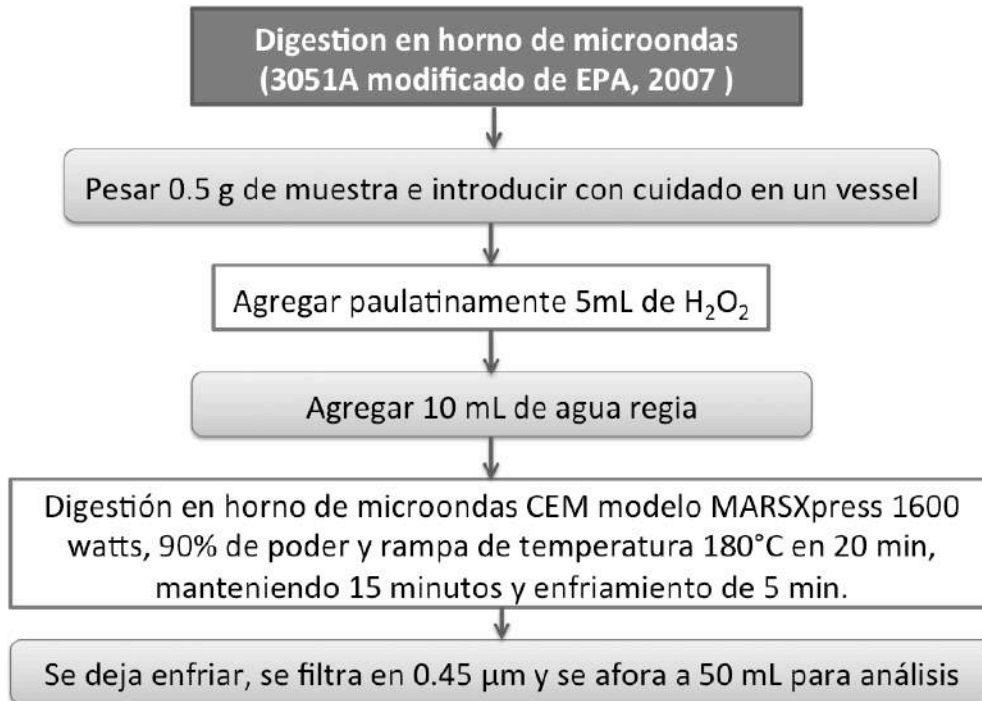 Digestion en horno de microondas
(3051A modificado de EPA, 2007 )
Pesar 0.5 g de muestra e introducir con cuidado en un vessel
Agregar paulatinamente 5mL de H₂O₂
Agregar 10 mL de agua regia
Digestión en horno de microondas CEM modelo MARSXpress 1600
watts, 90% de poder y rampa de temperatura 180°C en 20 min,
manteniendo 15 minutos y enfriamiento de 5 min.
Se deja enfriar, se filtra en 0.45 µm y se afora a 50 mL para análisis